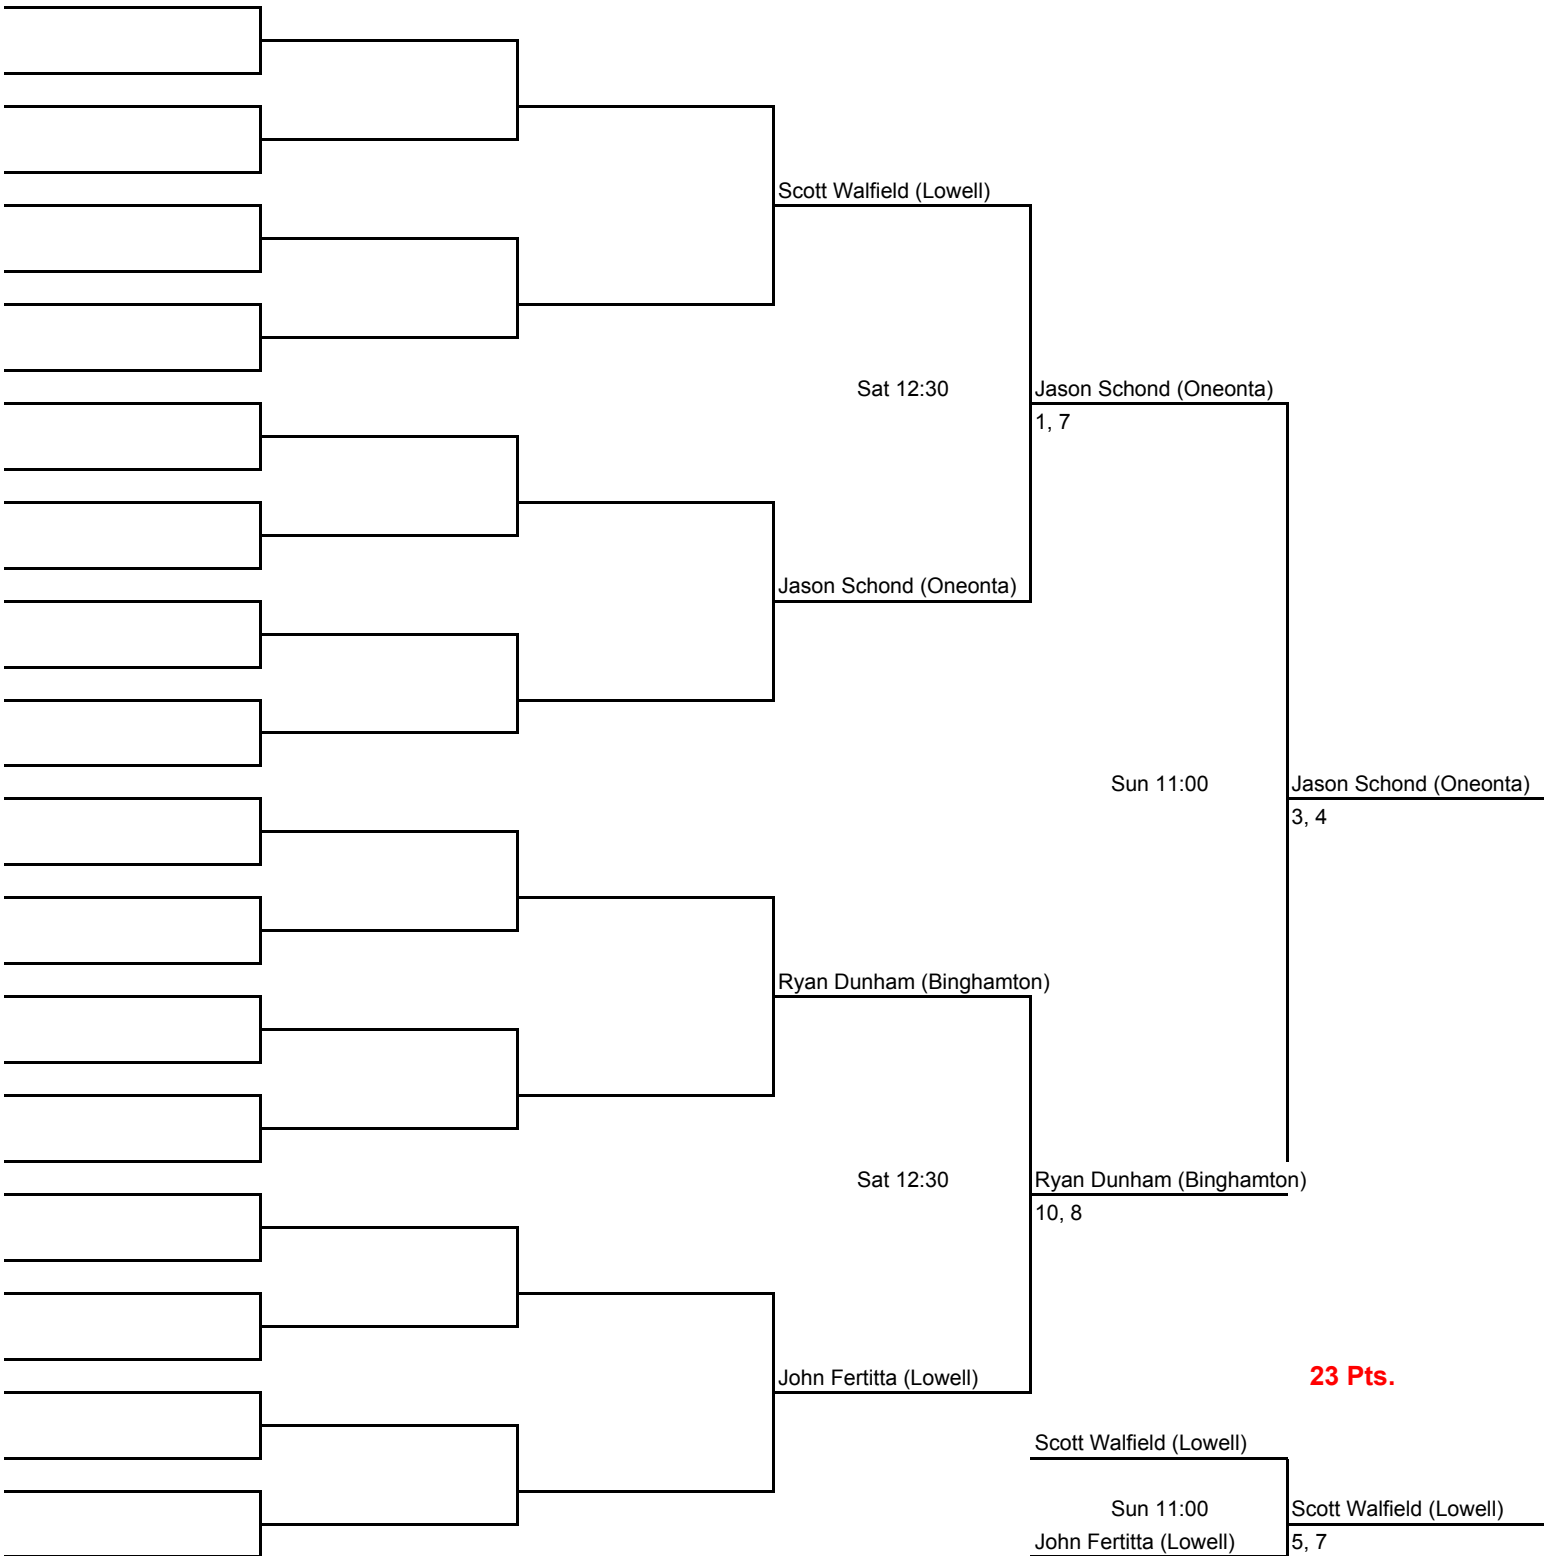 Scott Walfield (Lowell)
Sat 12:30
Jason Schond (Oneonta)
1, 7
Jason Schond (Oneonta)
Sun 11:00
Jason Schond (Oneonta)
3, 4
Ryan Dunham (Binghamton)
Sat 12:30
Ryan Dunham (Binghamton)
10, 8
John Fertitta (Lowell)
23 Pts.
Scott Walfield (Lowell)
Sun 11:00
Scott Walfield (Lowell)
John Fertitta (Lowell)
5, 7